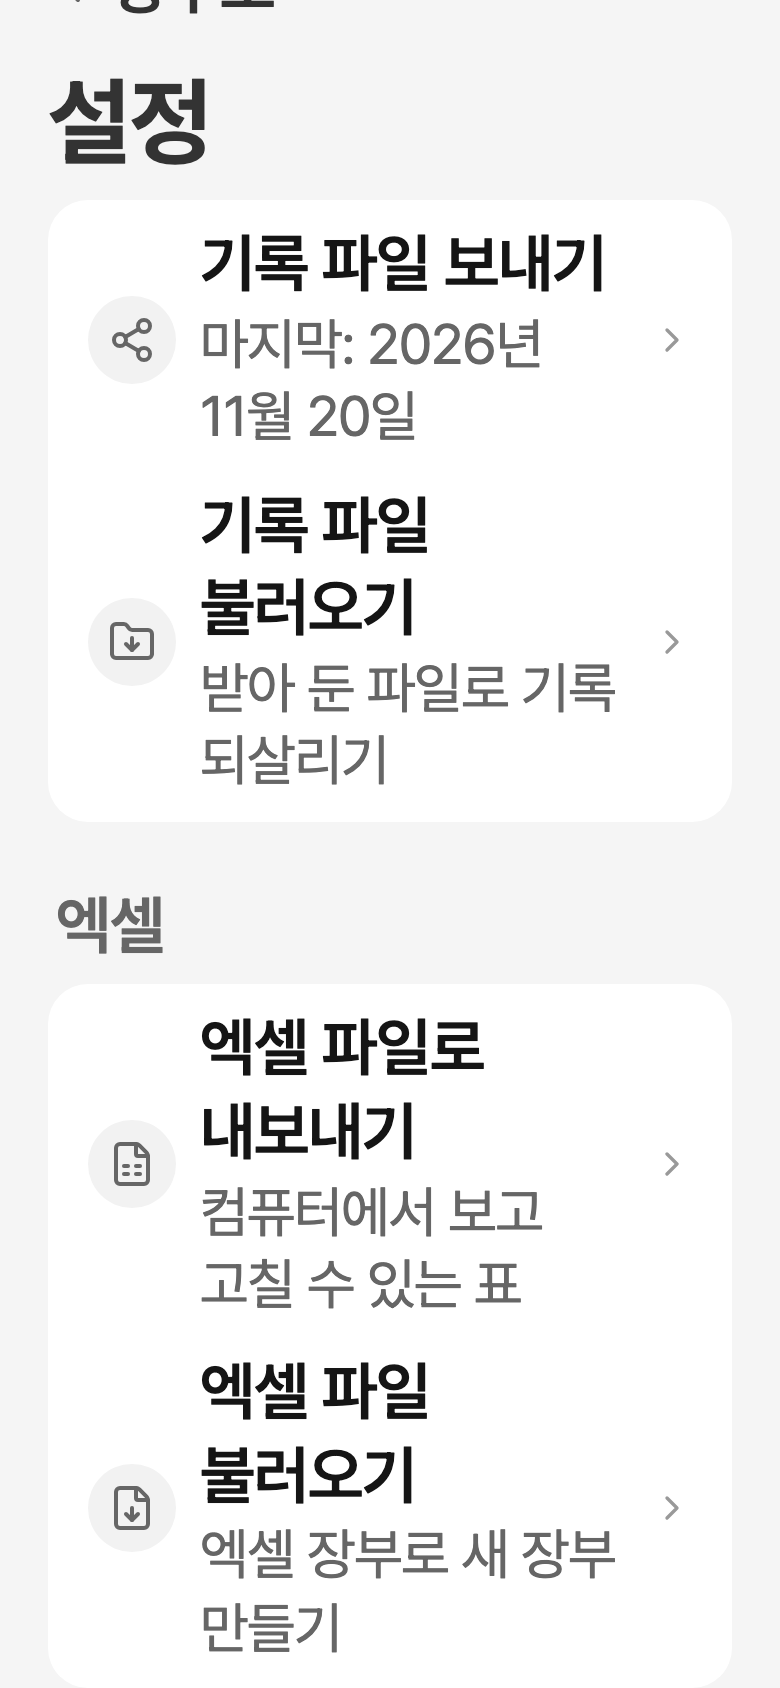 설정
기록 파일 보내기
마지막: 2026년
11월 20일
기록 파일
불러오기
받아 둔 파일로 기록
되살리기
엑셀
엑셀 파일로
내보내기
컴퓨터에서 보고
고칠 수 있는 표
엑셀 파일
불러오기
엑셀 장부로 새 장부
만들기